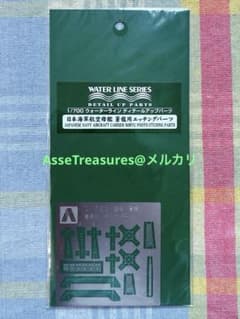 WATER LINE SERIES
DETAIL UP PARTS
1/700 ウォーターライン ディテールアップパーツ
日本海軍航空母艦 蒼龍用エッチングパーツ
JAPANESE NAVY AIRCRAFT CARRIER SORYU PHOTO-ETCHING PARTS
AsseTreasures@メルカリ
A